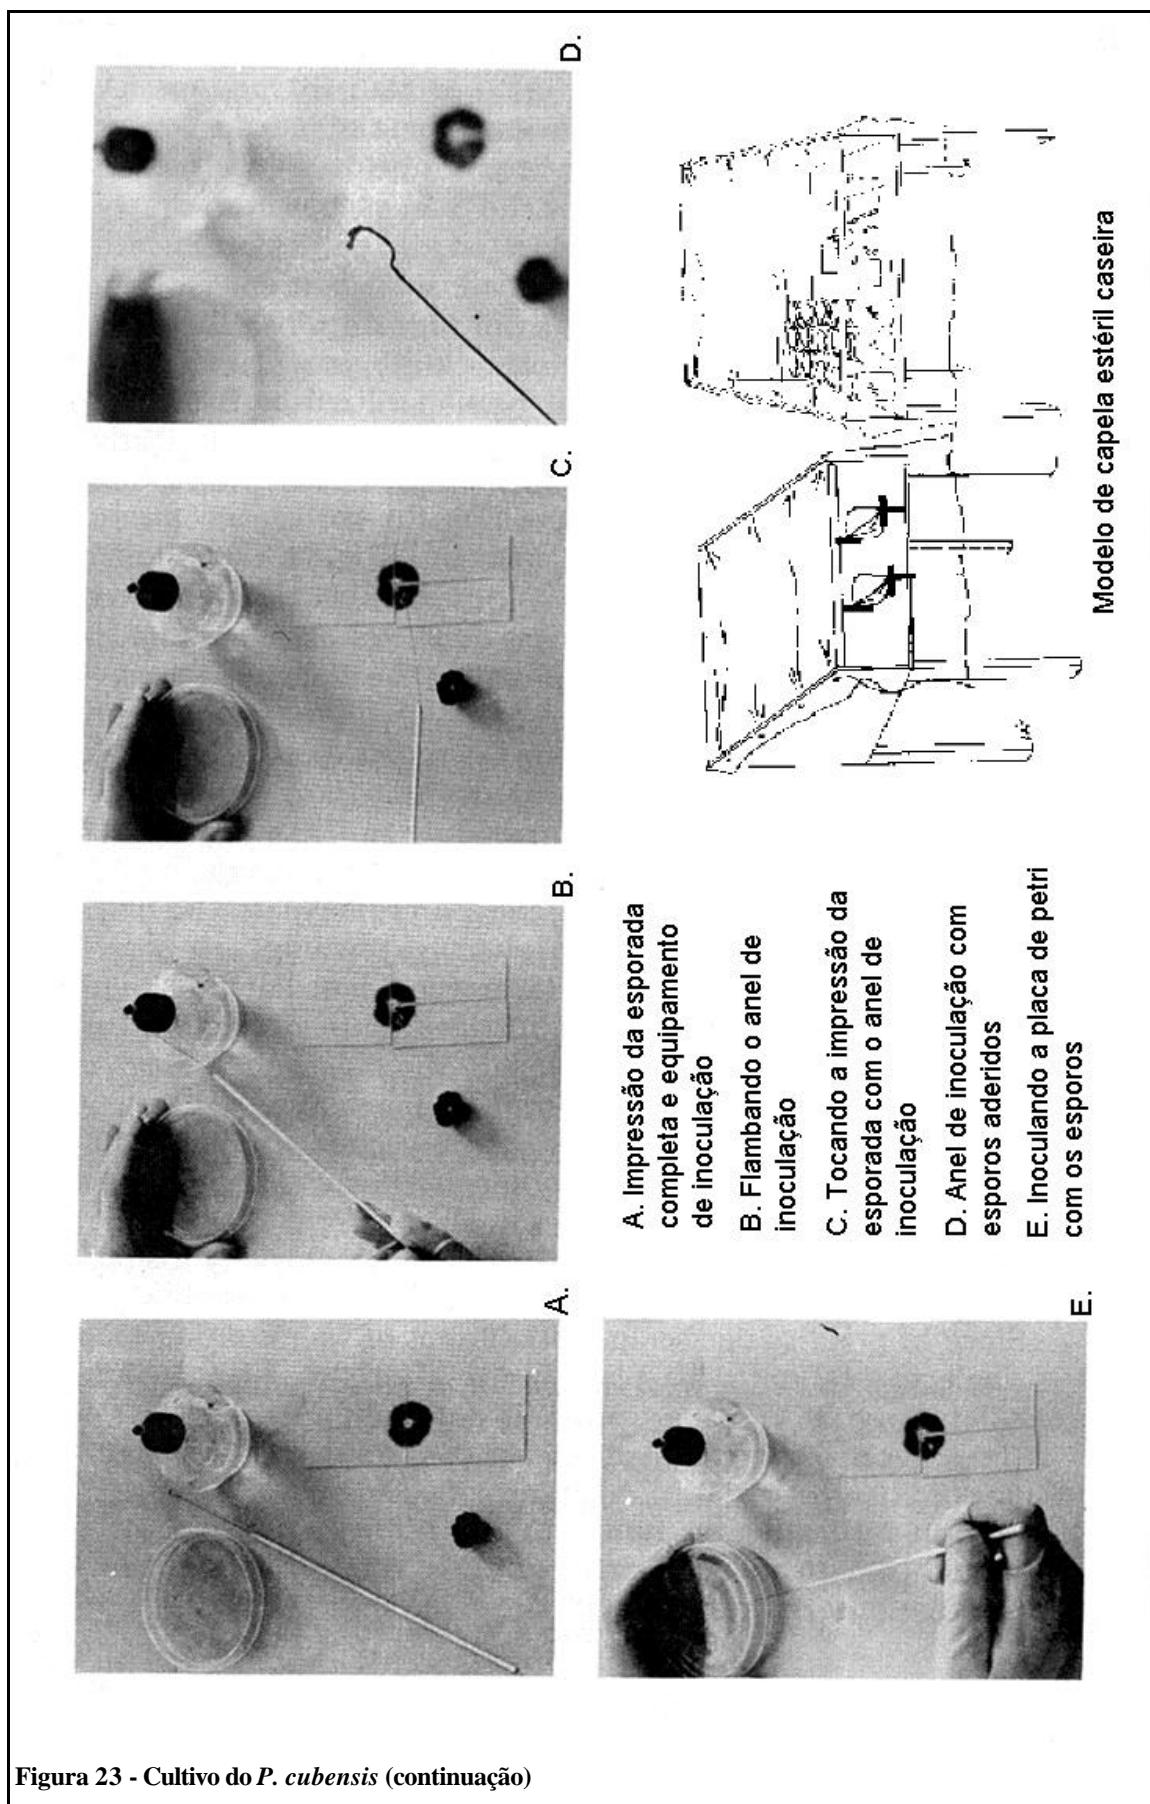 A.
B.
C.
D.
E.
A. Impressão da esporada
completa e equipamento
de inoculação
B. Flambando o anel de
inoculação
C. Tocando a impressão da
esporada com o anel de
inoculação
D. Anel de inoculação com
esporos aderidos
E. Inoculando a placa de petri
com os esporos
Modelo de capela estéril caseira
Figura 23 - Cultivo do P. cubensis (continuação)